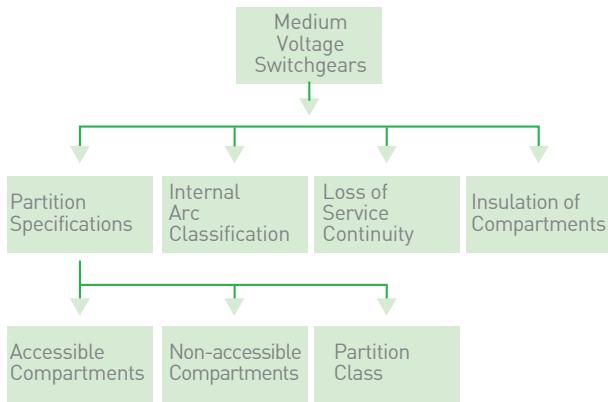 Medium
Voltage
Switchgears
Partition
Specifications
Internal
Arc
Classification
Loss of
Service
Continuity
Insulation of
Compartments
Accessible
Compartments
Non-accessible
Compartments
Partition
Class